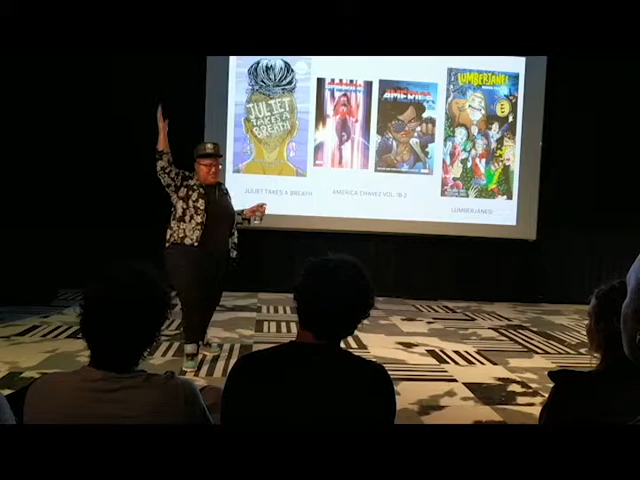 JULIET
TAKES A
BREATH
AMERICA
LUMBERJANES
JULIET TAKES A BREATH
AMERICA CHAVEZ VOL. 1& 2
LUMBERJANES